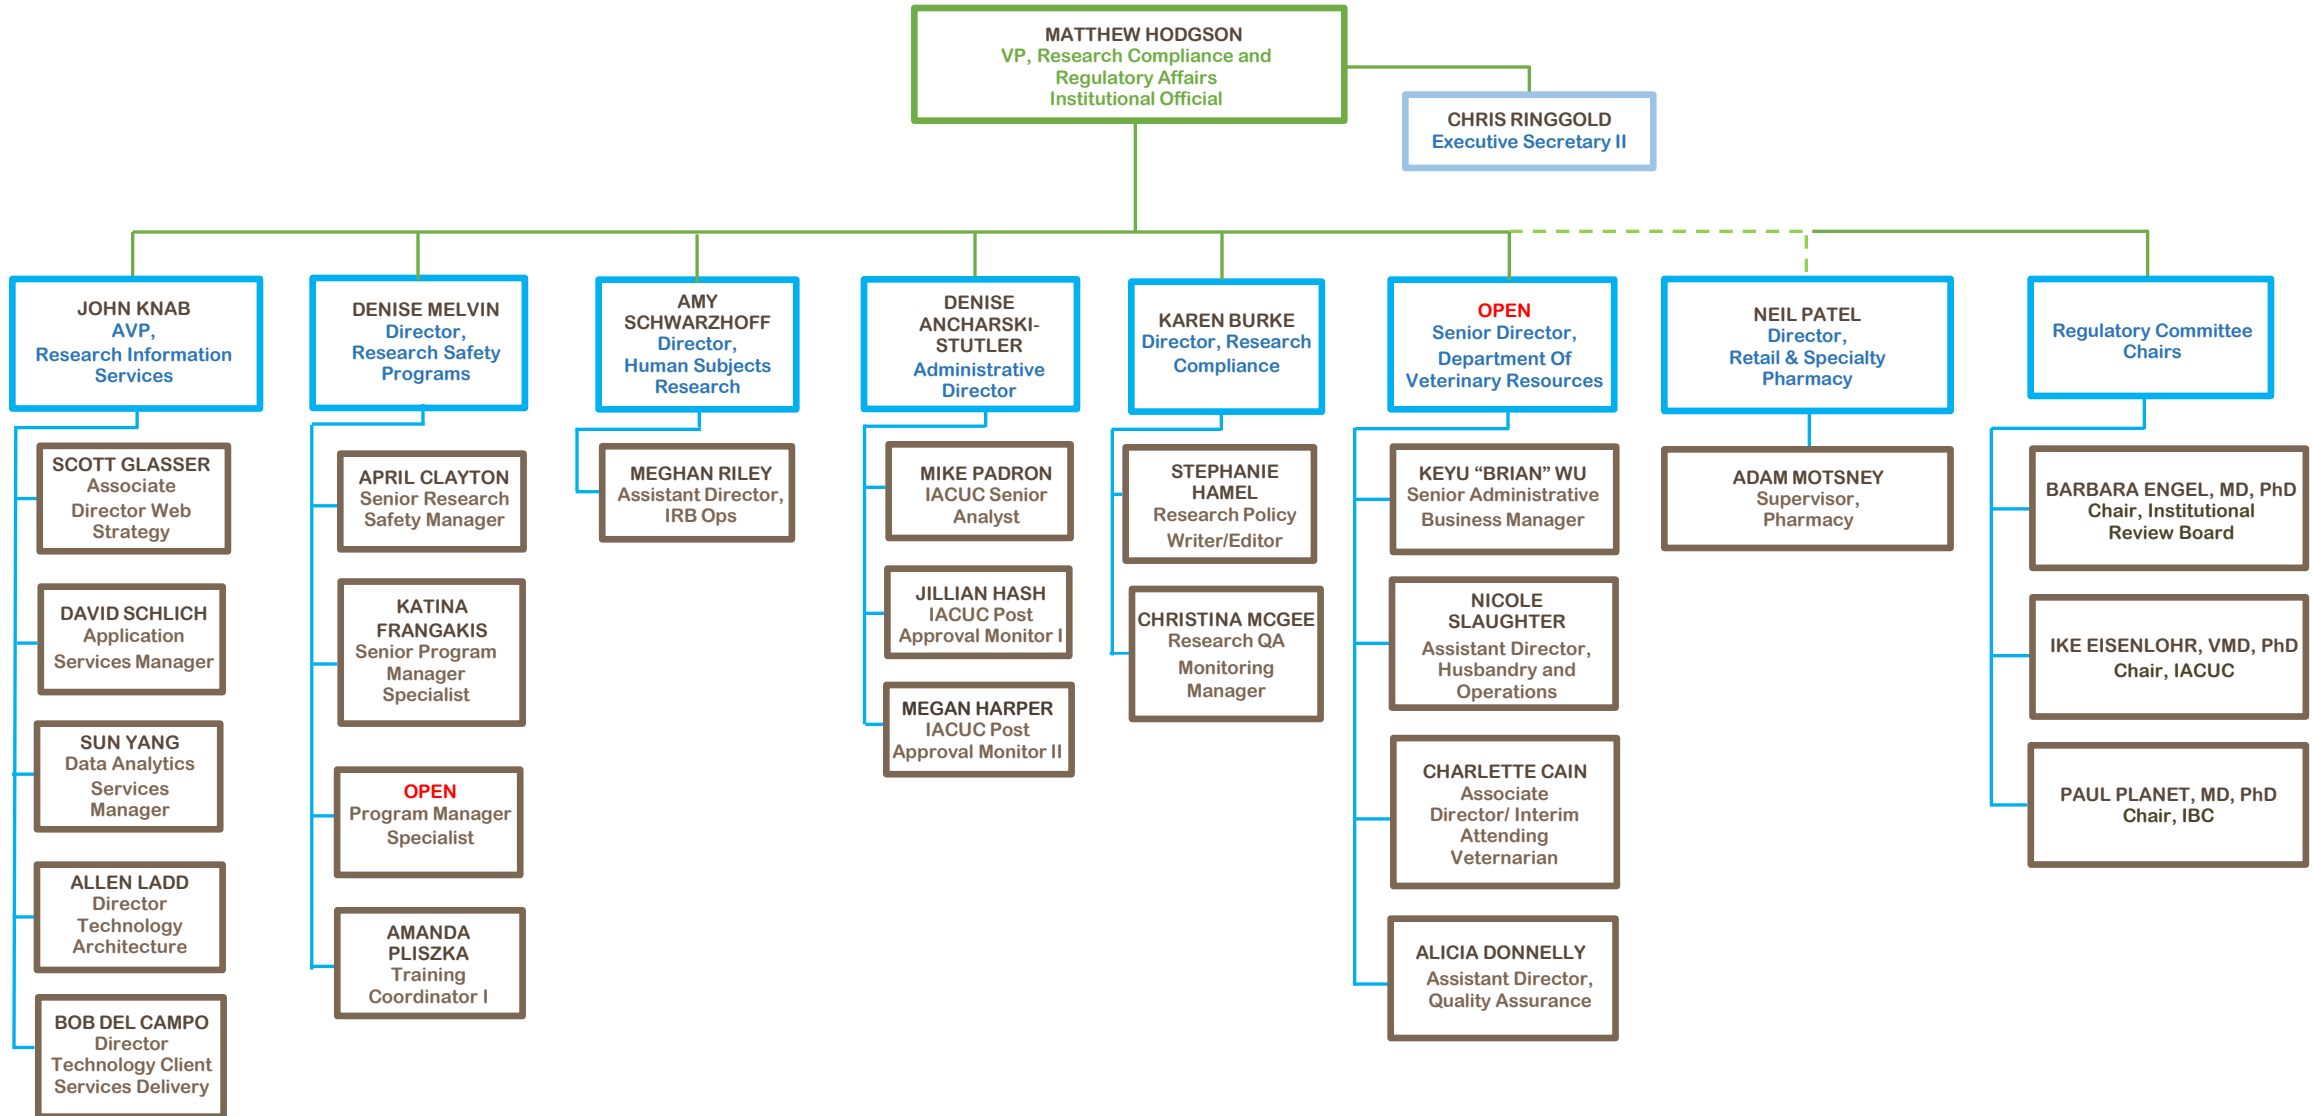 MATTHEW HODGSON
VP, Research Compliance and
Regulatory Affairs
Institutional Official
CHRIS RINGGOLD
Executive Secretary II
JOHN KNAB
AVP,
Research Information
Services
DENISE MELVIN
Director,
Research Safety
Programs
AMY
SCHWARZHOFF
Director,
Human Subjects
Research
DENISE
ANCHARSKI-
STUTLER
Administrative
Director
KAREN BURKE
Director, Research
Compliance
OPEN
Senior Director,
Department Of
Veterinary Resources
NEIL PATEL
Director,
Retail & Specialty
Pharmacy
Regulatory Committee
Chairs
SCOTT GLASSER
Associate
Director Web
Strategy
DAVID SCHLICH
Application
Services Manager
SUN YANG
Data Analytics
Services
Manager
ALLEN LADD
Director
Technology
Architecture
BOB DEL CAMPO
Director
Technology Client
Services Delivery
APRIL CLAYTON
Senior Research
Safety Manager
KATINA
FRANGAKIS
Senior Program
Manager
Specialist
OPEN
Program Manager
Specialist
AMANDA
PLISZKA
Training
Coordinator I
MEGHAN RILEY
Assistant Director,
IRB Ops
MIKE PADRON
IACUC Senior
Analyst
JILLIAN HASH
IACUC Post
Approval Monitor I
MEGAN HARPER
IACUC Post
Approval Monitor II
STEPHANIE
HAMEL
Research Policy
Writer/Editor
CHRISTINA MCGEE
Research QA
Monitoring
Manager
KEYU “BRIAN” WU
Senior Administrative
Business Manager
NICOLE
SLAUGHTER
Assistant Director,
Husbandry and
Operations
CHARLETTE CAIN
Associate
Director/ Interim
Attending
Veternarian
ALICIA DONNELLY
Assistant Director,
Quality Assurance
ADAM MOTSNEY
Supervisor,
Pharmacy
BARBARA ENGEL, MD, PhD
Chair, Institutional
Review Board
IKE EISENLOHR, VMD, PhD
Chair, IACUC
PAUL PLANET, MD, PhD
Chair, IBC